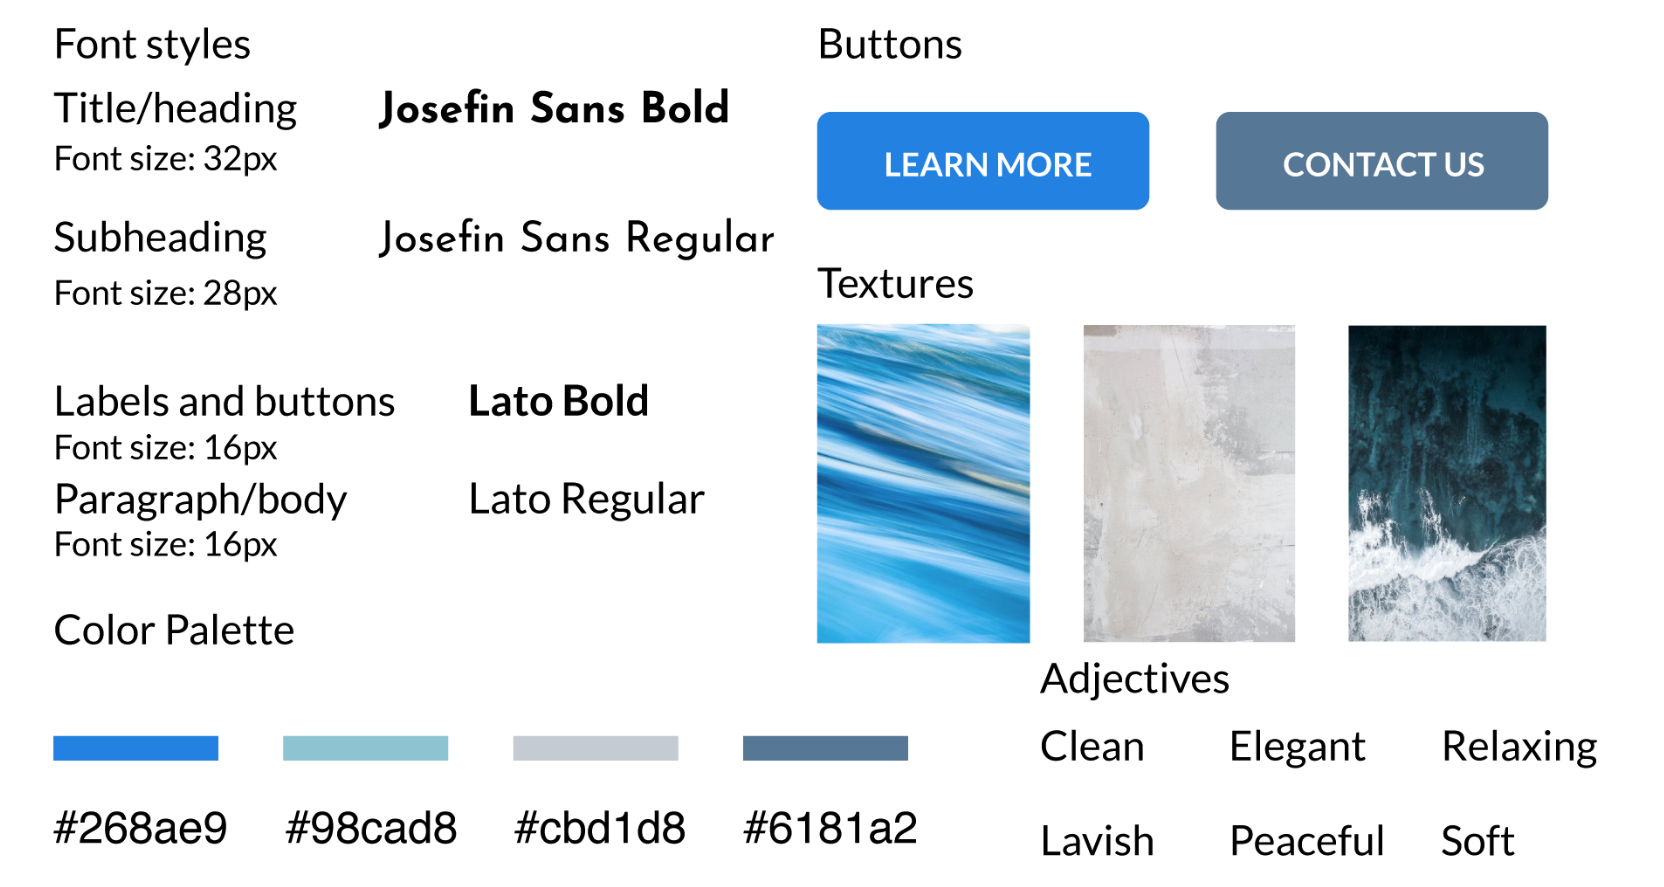 Font styles
Title/heading
Josefin Sans Bold
Font size: 32px
Subheading
Josefin Sans Regular
Font size: 28px
Labels and buttons
Lato Bold
Font size: 16px
Paragraph/body
Lato Regular
Font size: 16px
Color Palette
#268ae9
#98cad8
#cbd1d8
#6181a2
Buttons
LEARN MORE
CONTACT US
Textures
Adjectives
Clean
Elegant
Relaxing
Lavish
Peaceful
Soft